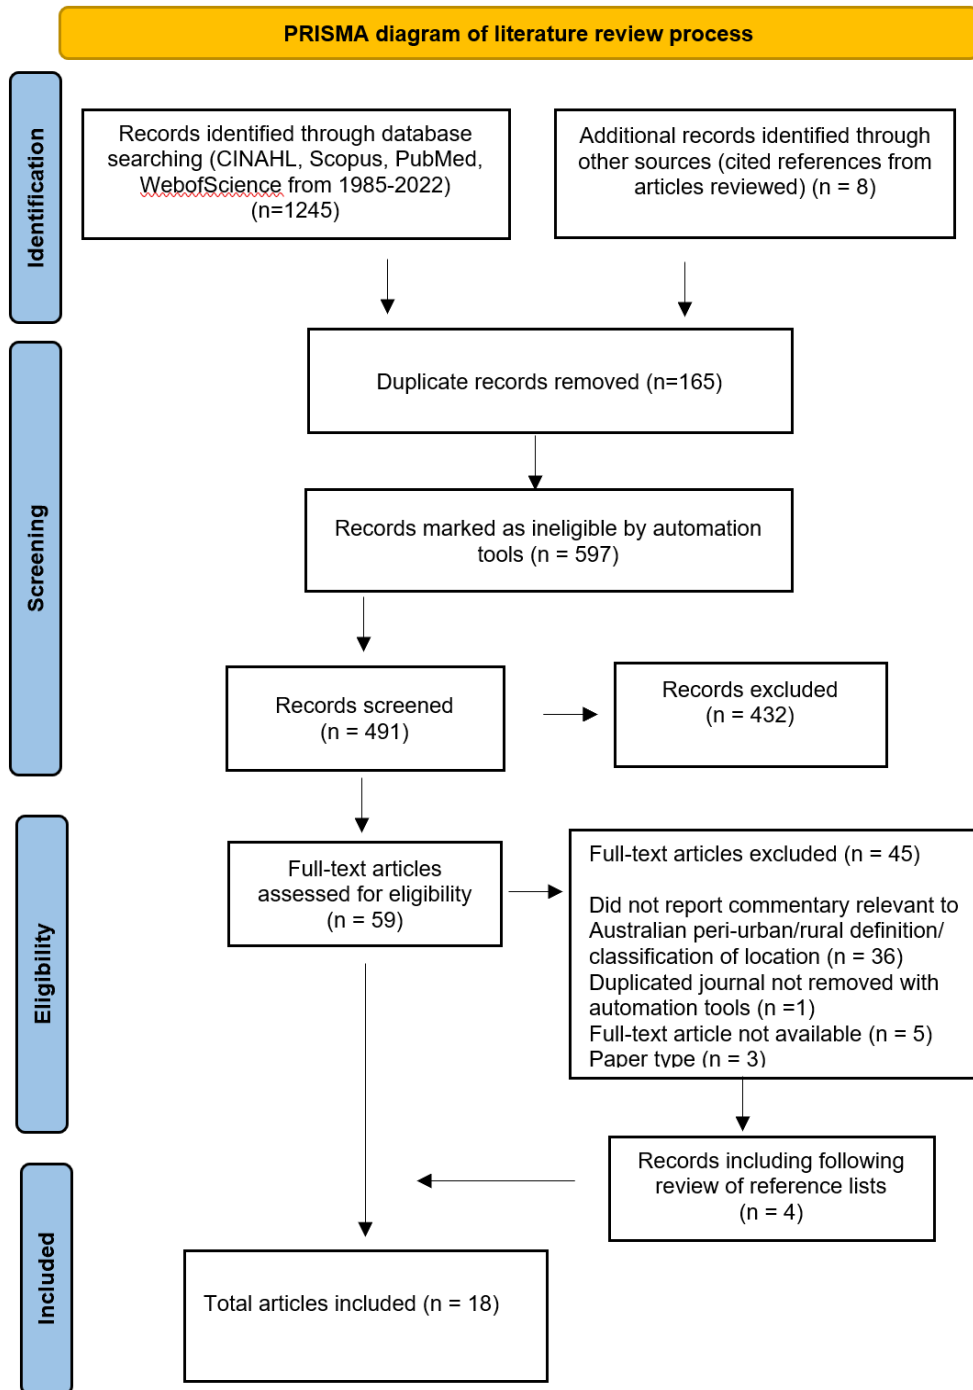 PRISMA diagram of literature review process
Identification
Records identified through database
searching (CINAHL, Scopus, PubMed,
WebofScience from 1985-2022)
(n=1245)
Additional records identified through
other sources (cited references from
articles reviewed) (n = 8)
Screening
Duplicate records removed (n=165)
Records marked as ineligible by automation
tools (n = 597)
Records screened
(n = 491)
Records excluded
(n = 432)
Eligibility
Full-text articles
assessed for eligibility
(n = 59)
Full-text articles excluded (n = 45)
Did not report commentary relevant to
Australian peri-urban/rural definition/
classification of location (n = 36)
Duplicated journal not removed with
automation tools (n =1)
Full-text article not available (n = 5)
Paper type (n = 3)
Records including following
review of reference lists
(n = 4)
Included
Total articles included (n = 18)